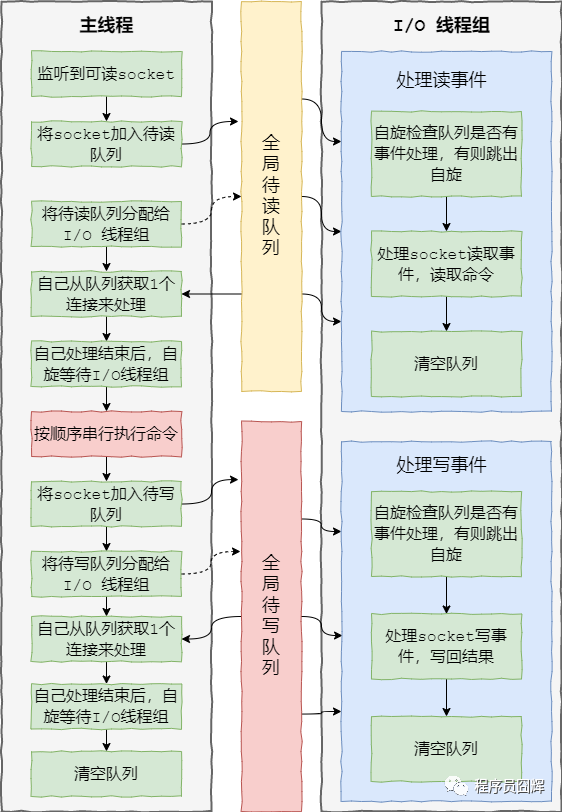 主线程
监听到可读socket
将socket加入待读
队列
将待读队列分配给
I/O 线程组
自己从队列获取1个
连接来处理
自己处理结束后，自
旋等待I/O线程组
按顺序串行执行命令
将socket加入待写
队列
将待写队列分配给
I/O 线程组
自己从队列获取1个
连接来处理
自己处理结束后，自
旋等待I/O线程组
清空队列
全
局
待
读
队
列
全
局
待
写
队
列
I/O 线程组
处理读事件
自旋检查队列是否有
事件处理，有则跳出
自旋
处理socket读取事
件，读取命令
清空队列
处理写事件
自旋检查队列是否有
事件处理，有则跳出
自旋
处理socket写事
件，写回结果
清空队列
程序员囧辉